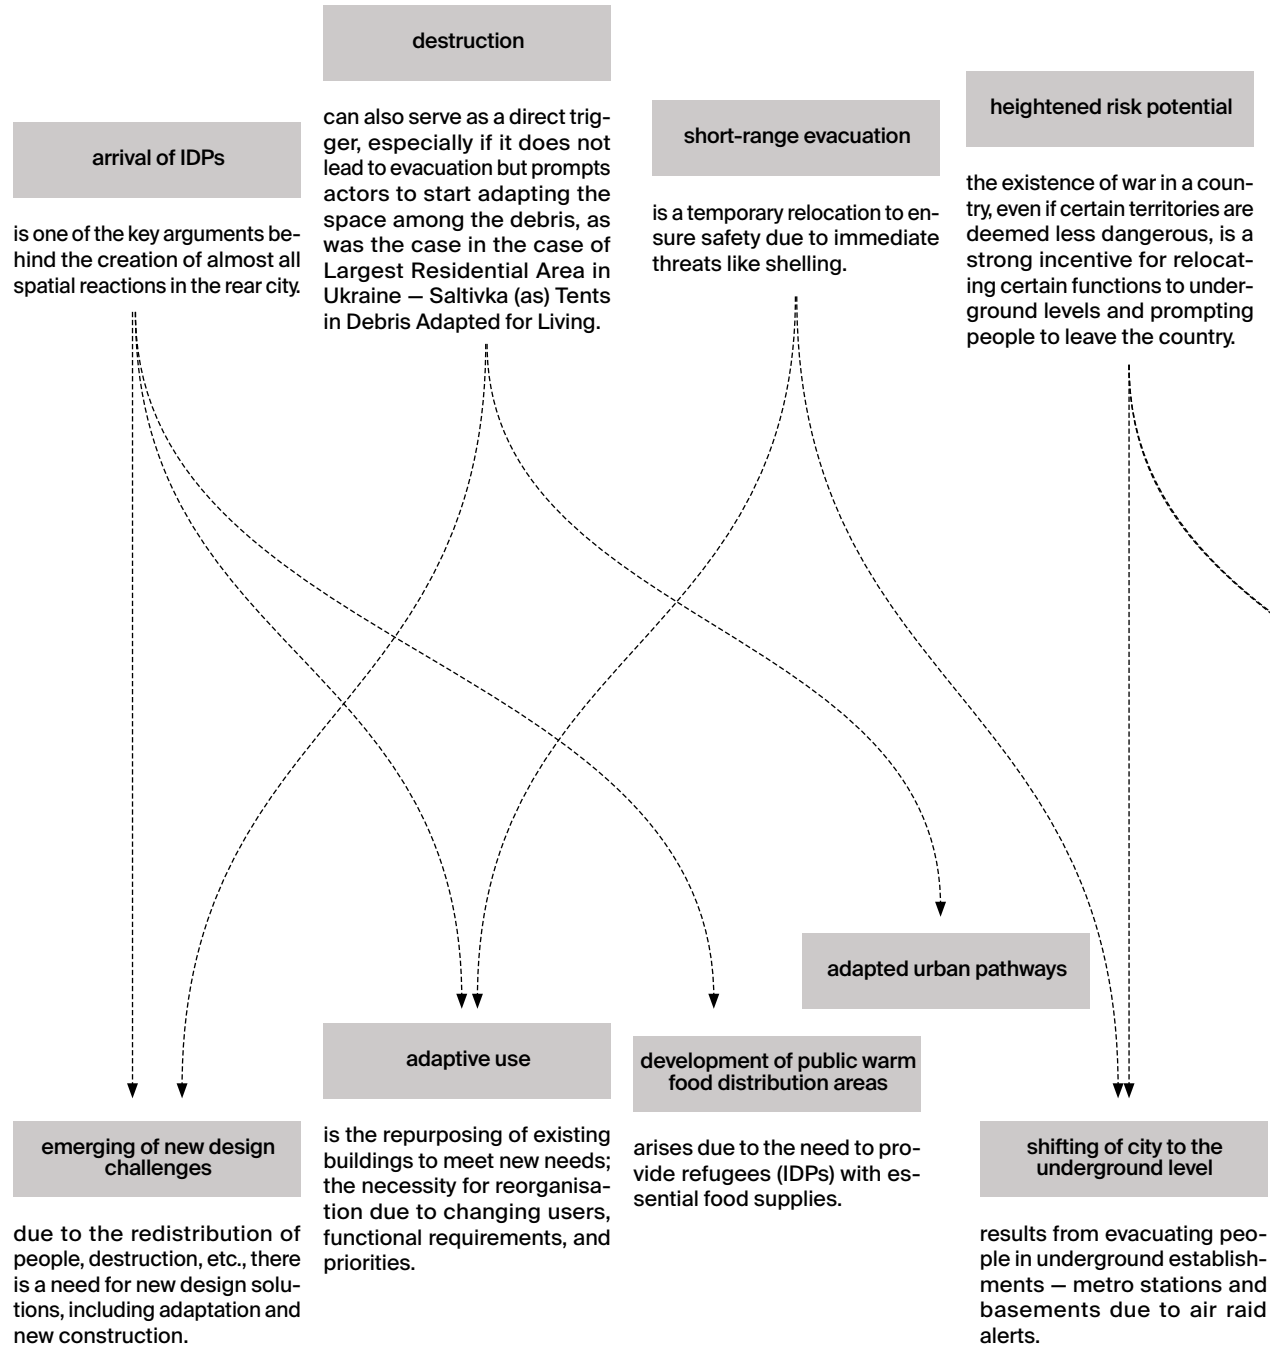 destruction
can also serve as a direct trig-
ger, especially if it does not
lead to evacuation but prompts
actors to start adapting the
space among the debris, as
was the case in the case of
Largest Residential Area in
Ukraine — Saltivka (as) Tents
in Debris Adapted for Living.
heightened risk potential
the existence of war in a coun-
try, even if certain territories are
deemed less dangerous, is a
strong incentive for relocat-
ing certain functions to under-
ground levels and prompting
people to leave the country.
short-range evacuation
is a temporary relocation to en-
sure safety due to immediate
threats like shelling.
arrival of IDPs
is one of the key arguments be-
hind the creation of almost all
spatial reactions in the rear city.
adapted urban pathways
adaptive use
is the repurposing of existing
buildings to meet new needs;
the necessity for reorganisa-
tion due to changing users,
functional requirements, and
priorities.
development of public warm
food distribution areas
arises due to the need to pro-
vide refugees (IDPs) with es-
sential food supplies.
emerging of new design
challenges
due to the redistribution of
people, destruction, etc., there
is a need for new design solu-
tions, including adaptation and
new construction.
shifting of city to the
underground level
results from evacuating peo-
ple in underground establish-
ments — metro stations and
basements due to air raid
alerts.